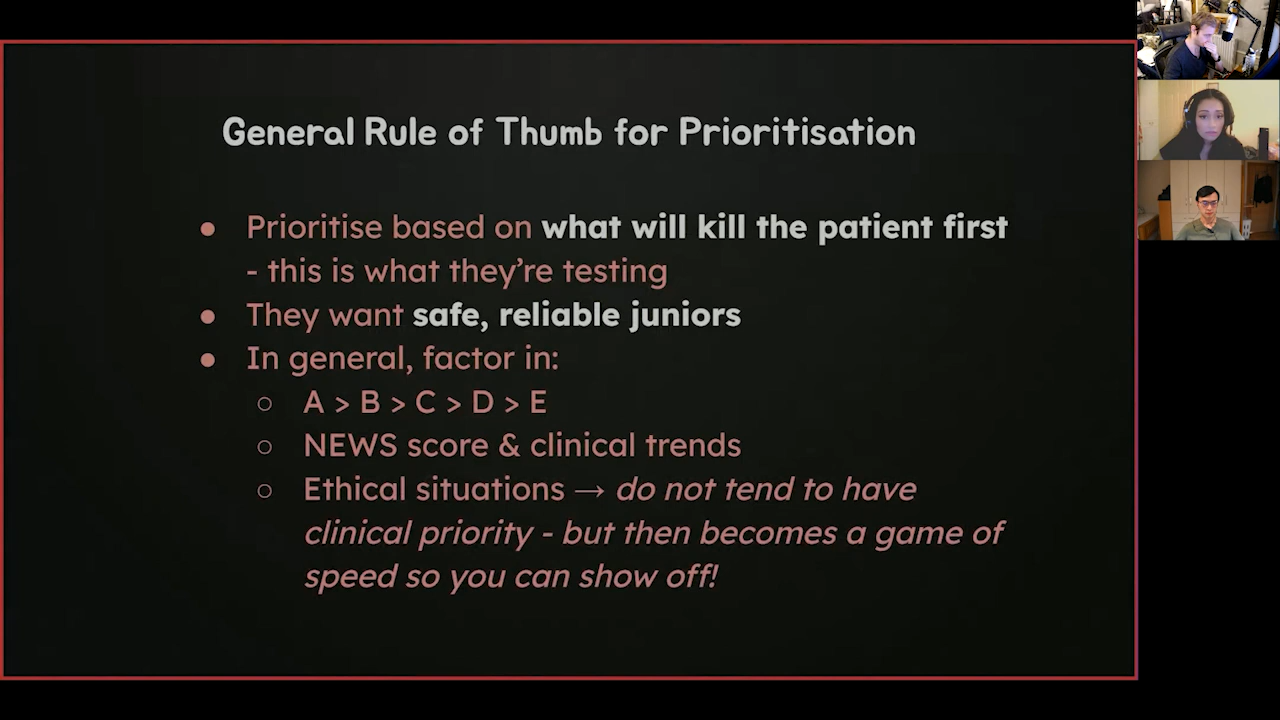 General Rule of Thumb for Prioritisation
● Prioritise based on what will kill the patient first
- this is what they’re testing
● They want safe, reliable juniors
● In general, factor in:
○ A > B > C > D > E
○ NEWS score & clinical trends
○ Ethical situations → do not tend to have
clinical priority - but then becomes a game of
speed so you can show off!